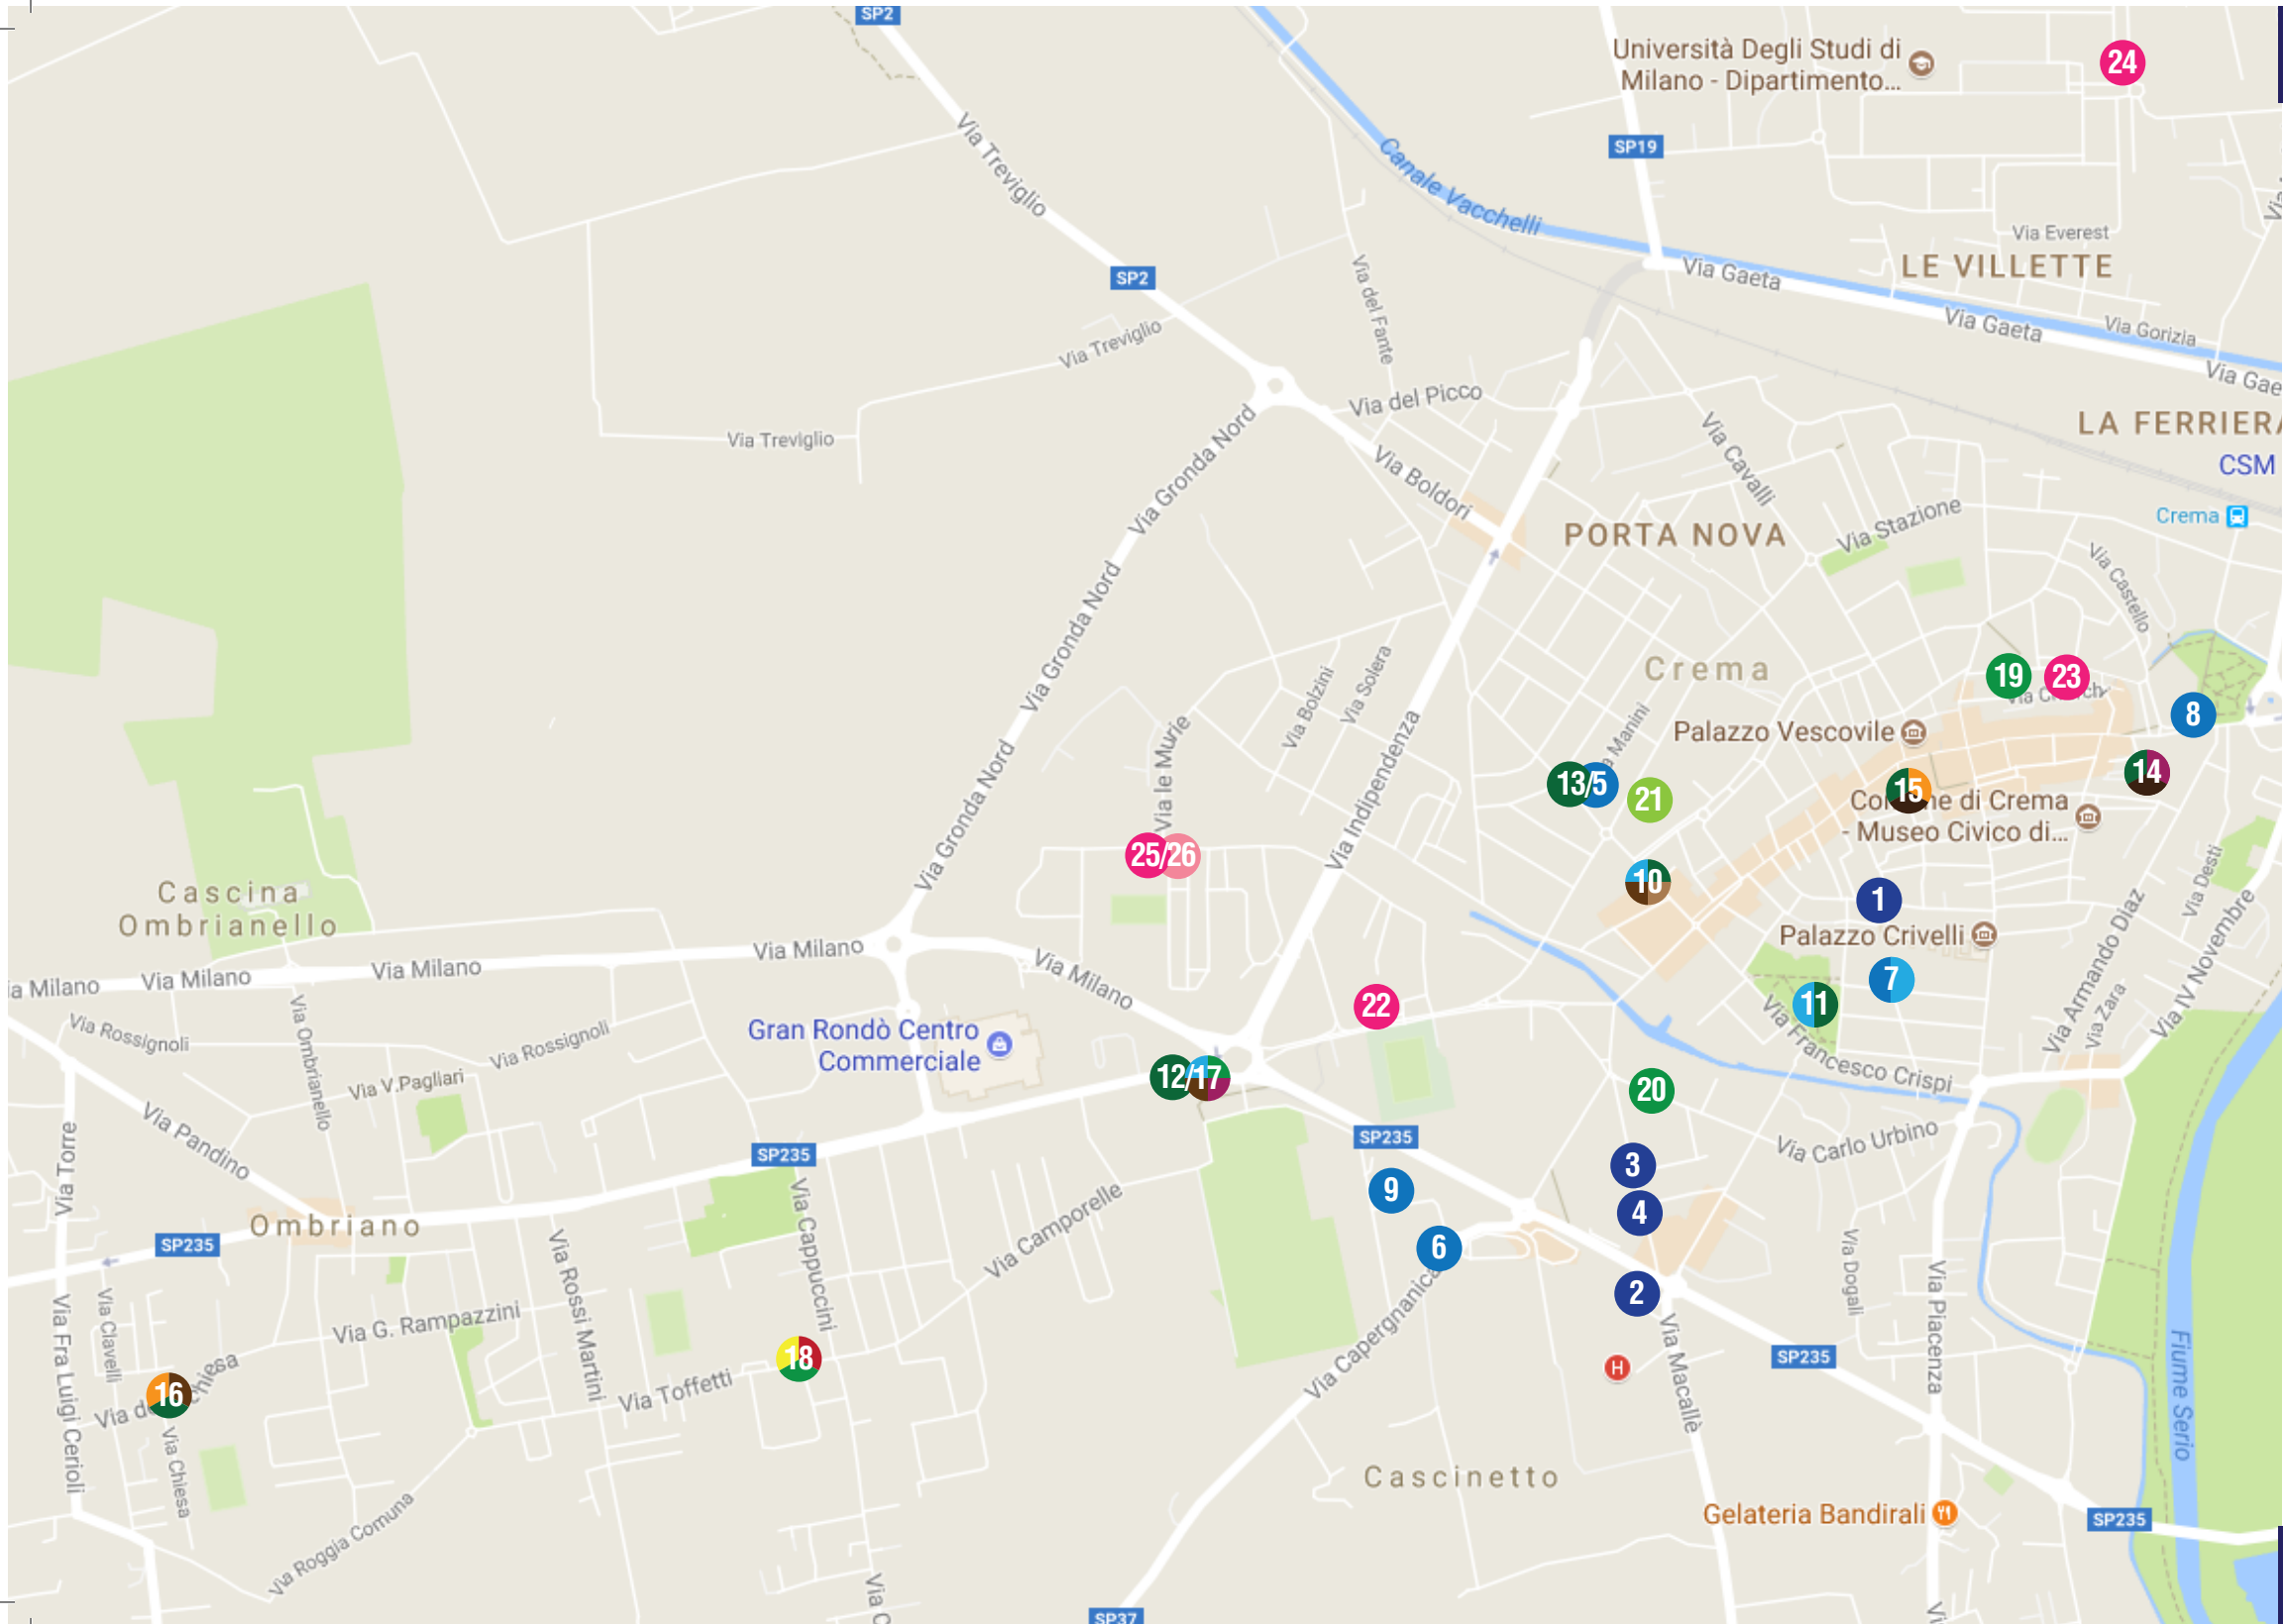 SP2
Università Degli Studi di
Milano - Dipartimento...
24
Via Treviglio
SP19
Canale Vacchelli
Via Everest
LE VILLETTE
Via Gaeta
SP2
Via del Fante
Via Gaeta
Via Gorizia
Via Treviglio
Via Gae
Via del Picco
LA FERRIERA
Via Treviglio
Via Gronda Nord
Via Boldori
Via Cavalli
CSM
Via Stazione
Crema
PORTA NOVA
Via Castello
Via Gronda Nord
Via Bolzini
Via Solera
Crema
19
23
8
Via le Murie
Via Indipendenza
Palazzo Vescovile
14
13/5
21
15
Comune di Crema
- Museo Civico di...
Via Gronda Nord
25/26
10
1
Via Desti
Cascina
Ombrianello
Palazzo Crivelli
Via Armando Diaz
Via IV Novembre
Via Milano
Via Milano
Via Milano
ia Milano
Via Milano
7
11
22
Via Zara
Via Rossignoli
Via Ombrianello
Via Rossignoli
Gran Rondò Centro
Commerciale
Via Francesco Crispi
12/17
Via V.Pagliari
20
Via Pandino
Via Torre
SP235
SP235
Via Carlo Urbino
3
9
4
Via Cappuccini
Via Camporelle
Ombriano
SP235
6
Via Rossi Martini
Via Dogali
Via Piacenza
2
Via Clavelli
Via Fra Luigi Cerioli
Via G. Rampazzini
Via Capergnanica
Via Macallè
SP235
Fiume Serio
18
H
16
Via Toffetti
Via Chiesa
Cascinetto
Via Roggia Comuna
Gelateria Bandirali
SP235
Via C
SP37
Vi